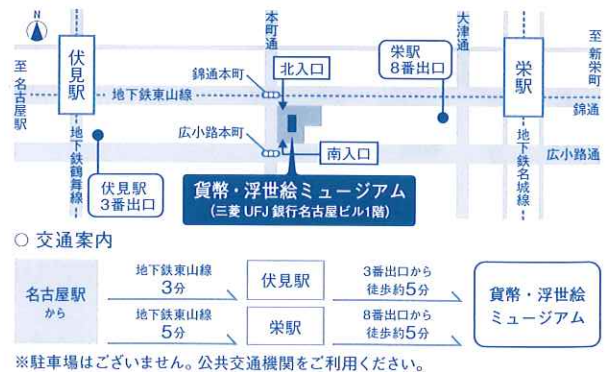 N
本町通
大津通
伏見駅
北入口
栄駅
8番出口
栄駅
至 新栄町
至 名古屋駅
錦通本町
地下鉄東山線
錦通
広小路本町
南入口
広小路通
地下鉄鶴舞線
地下鉄名城線
伏見駅
3番出口
貨幣・浮世絵ミュージアム
(三菱UFJ銀行名古屋ビル1階)
○ 交通案内
名古屋駅
から
地下鉄東山線
3分
伏見駅
3番出口から
徒歩約5分
地下鉄東山線
5分
栄駅
8番出口から
徒歩約5分
貨幣・浮世絵
ミュージアム
※駐車場はございません。公共交通機関をご利用ください。